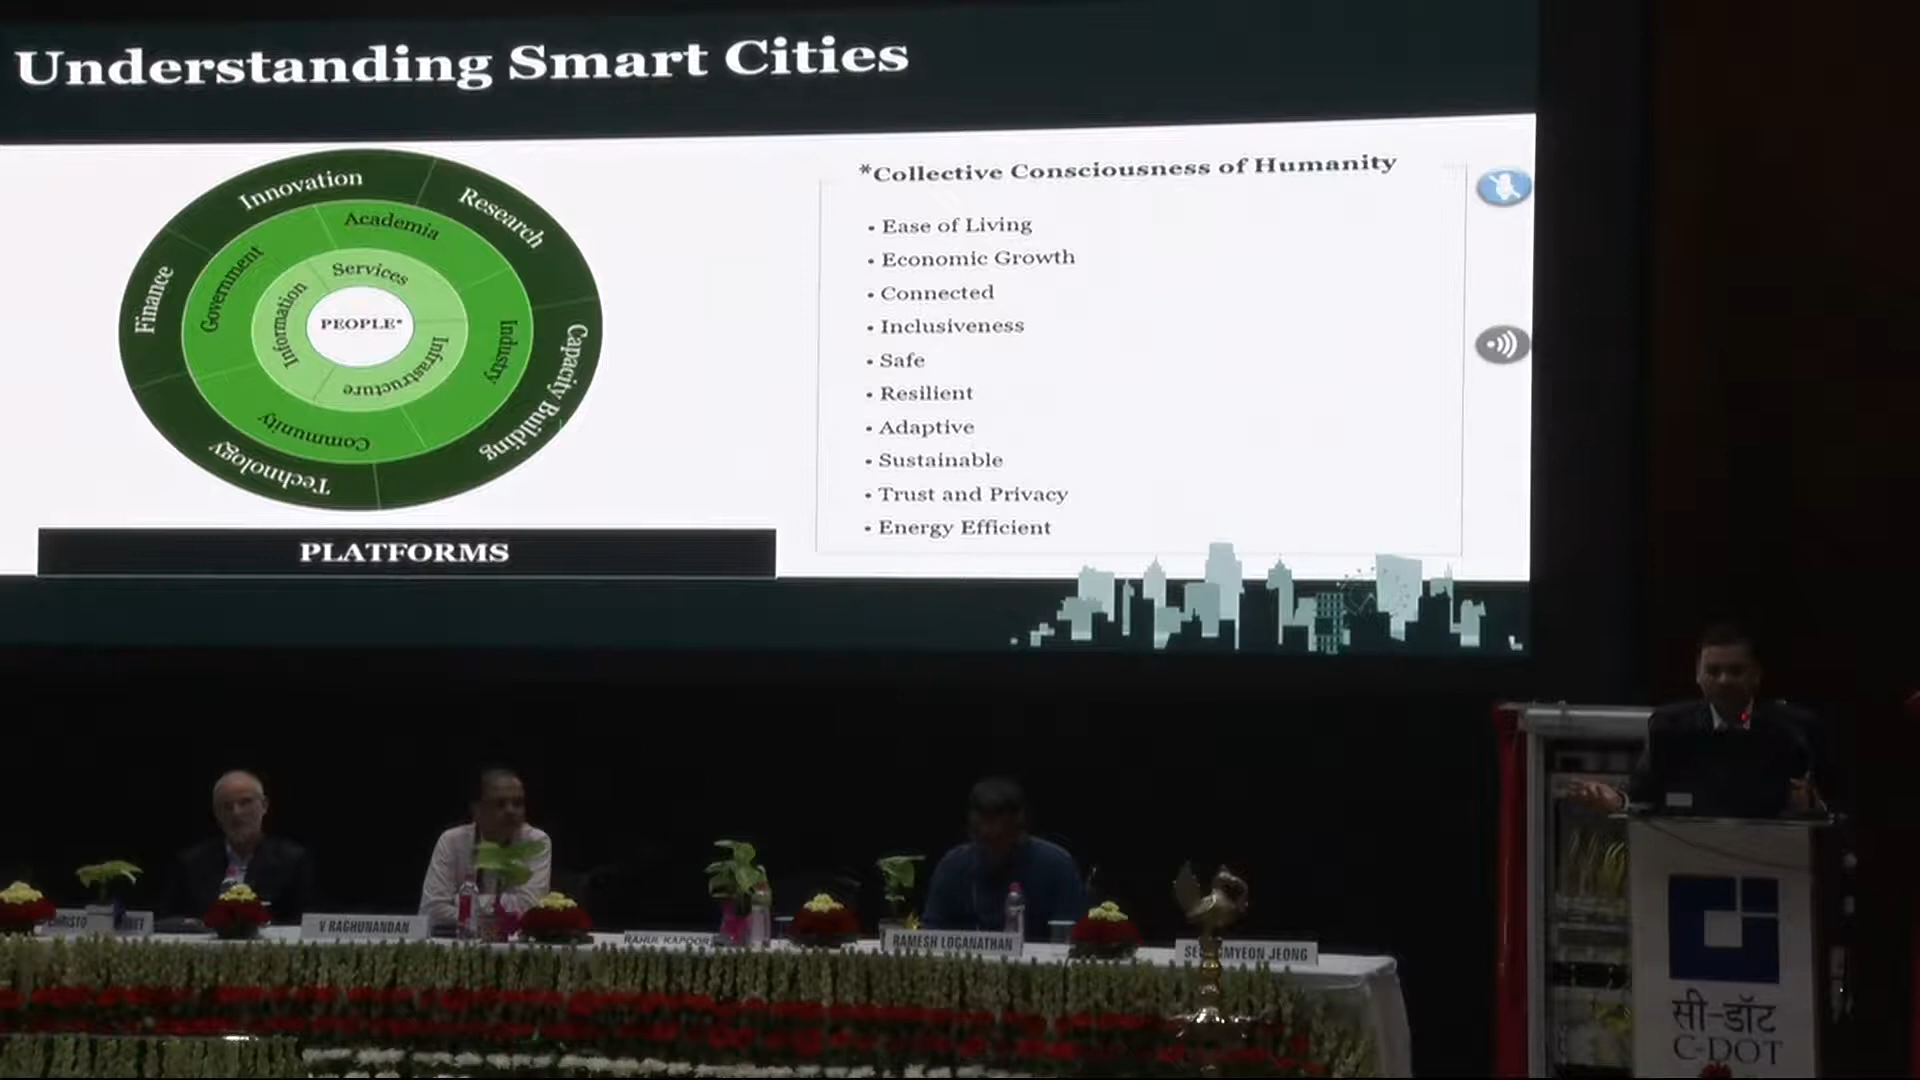 Understanding Smart Cities
Innovation
Research
Capacity Building
Technology
Finance
Academia
Industry
Community
Government
Services
Infrastructure
Information
PEOPLE*
PLATFORMS
*Collective Consciousness of Humanity
• Ease of Living
• Economic Growth
• Connected
• Inclusiveness
• Safe
• Resilient
• Adaptive
• Sustainable
• Trust and Privacy
• Energy Efficient
V RAGHUNANDAN
RAHUL KAPOOR
RAMESH LOGANATHAN
JEONG
सी-डॉट
C-DOT